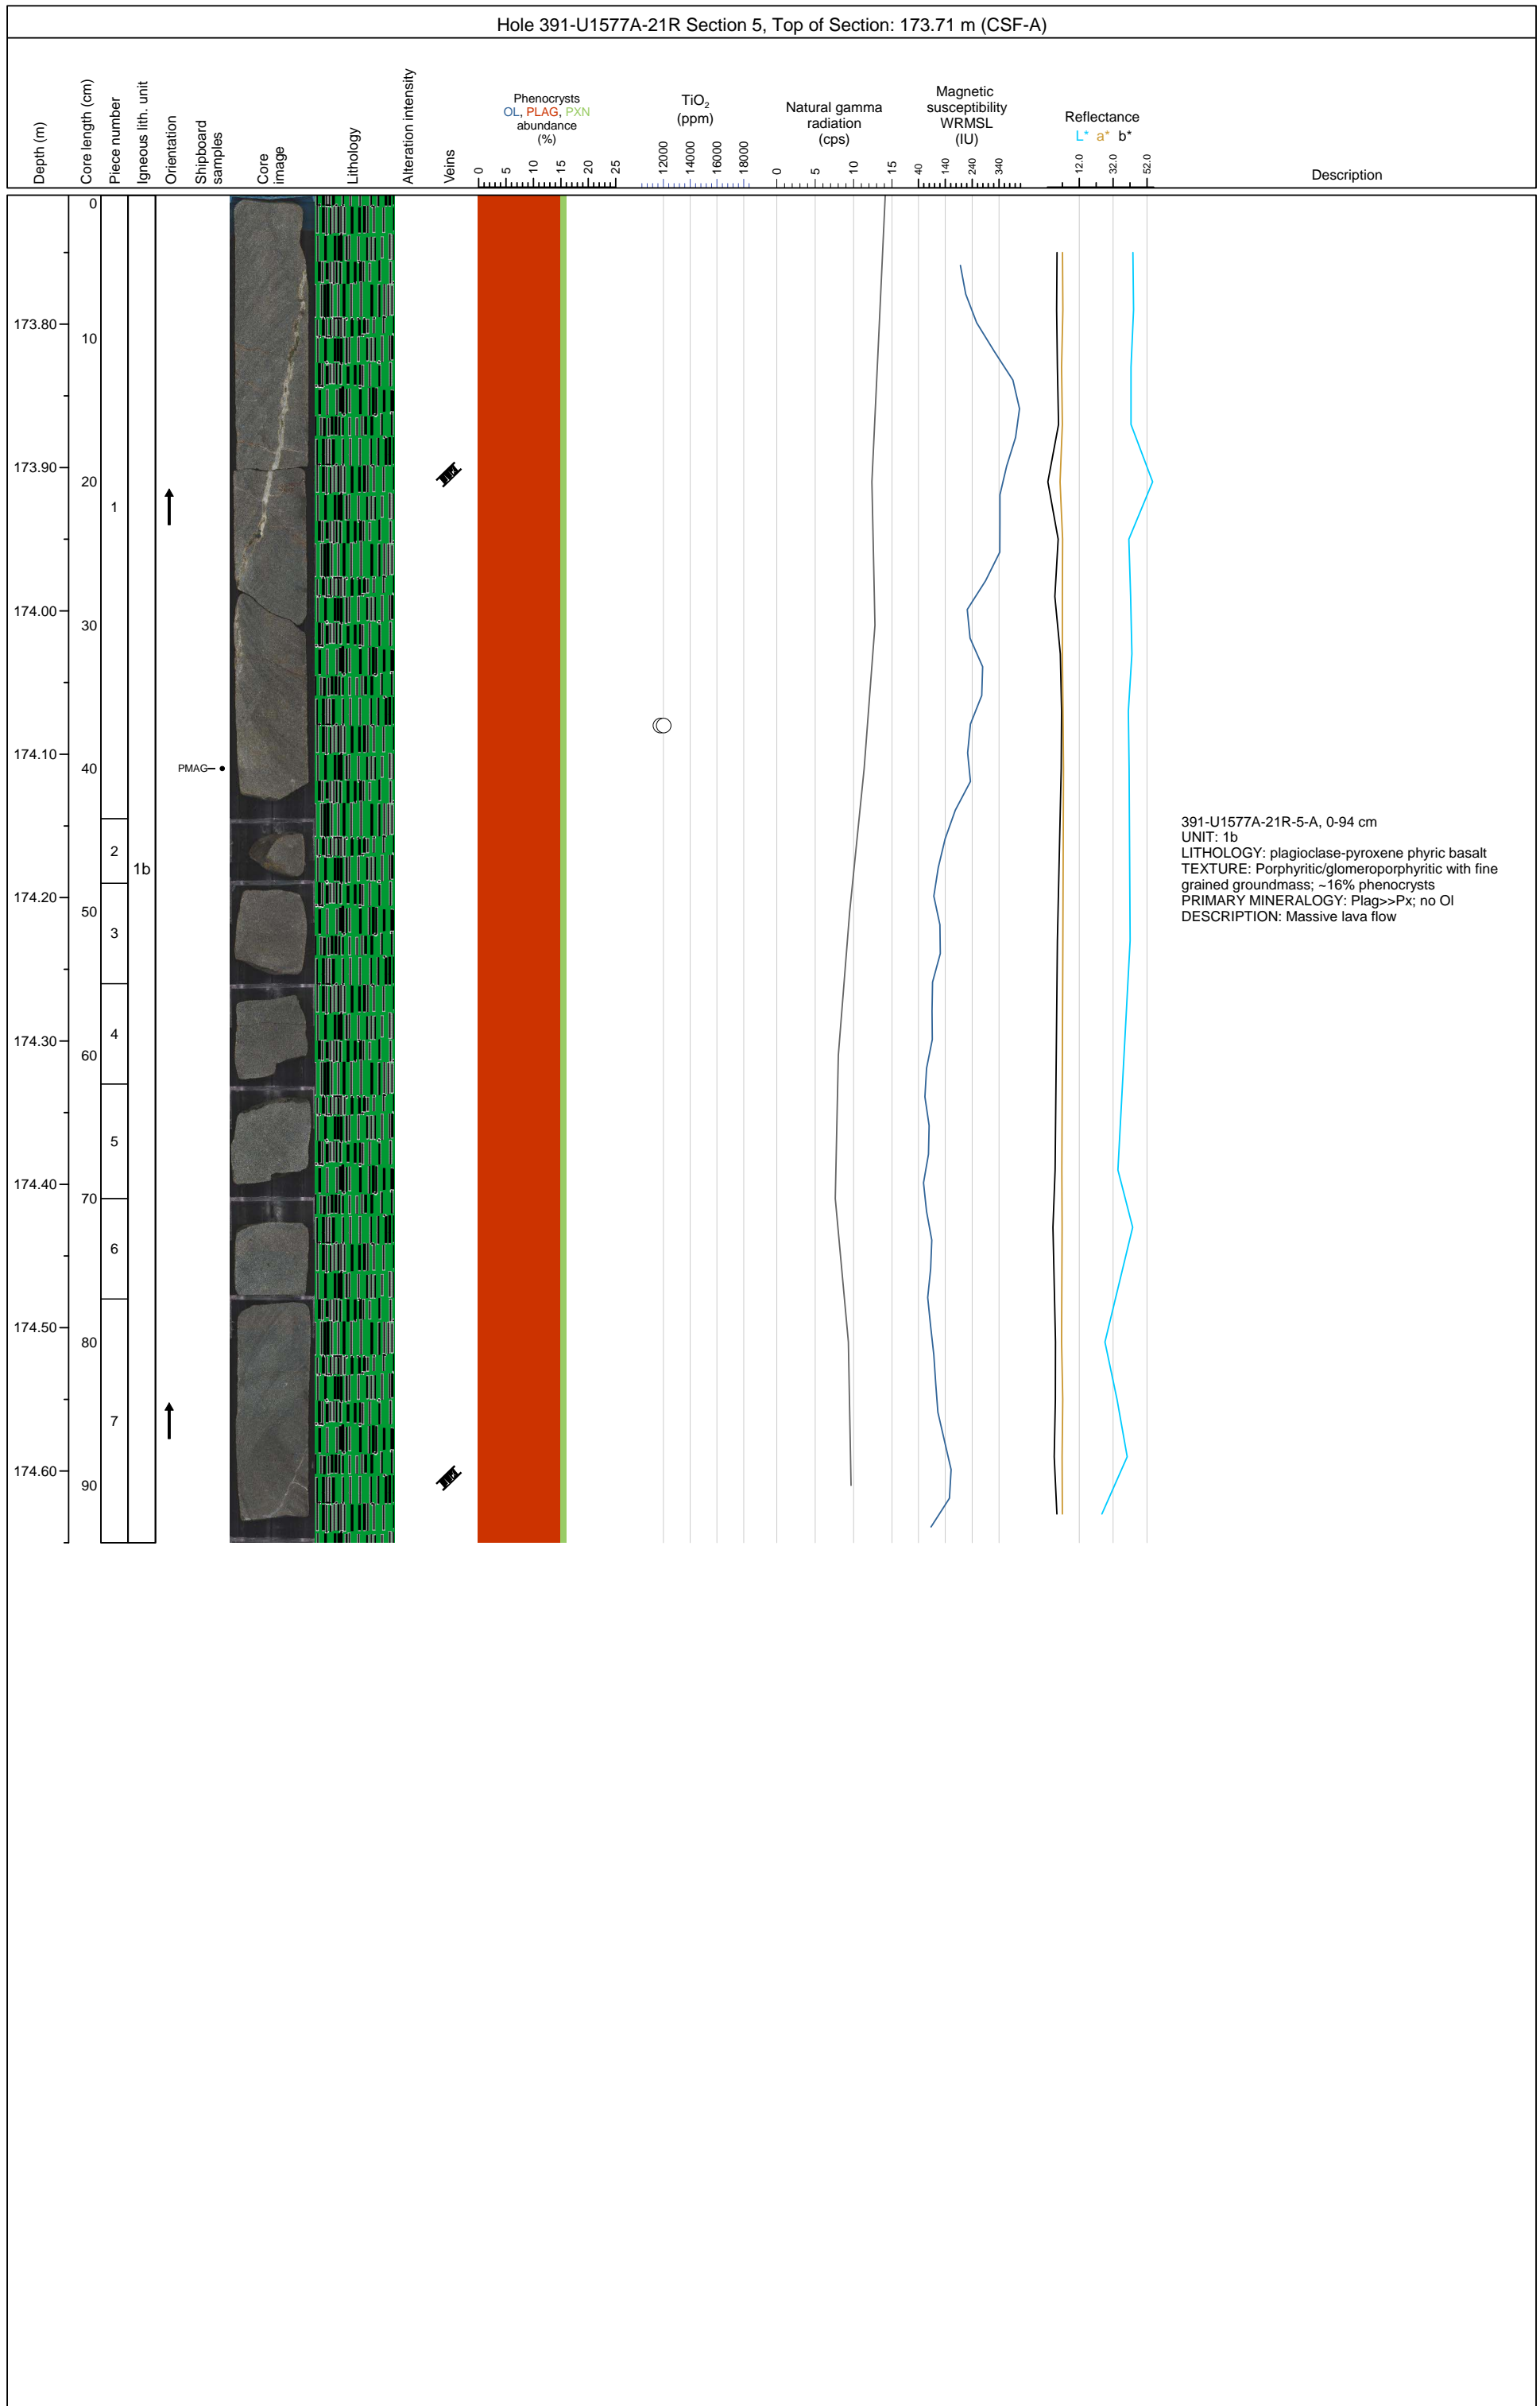 Hole 391-U1577A-21R Section 5, Top of Section: 173.71 m (CSF-A)
Depth (m)
Core length (cm)
Piece number
Igneous lith. unit
Orientation
Shipboard
samples
Core
image
Lithology
Alteration intensity
Veins
Phenocrysts
OL, PLAG, PXN
abundance
(%)
0 5 10 15 20 25
TiO₂
(ppm)
12000 14000 16000 18000
Natural gamma
radiation
(cps)
0 5 10 15
Magnetic
susceptibility
WRMSL
(IU)
40 140 240 340
Reflectance
L* a* b*
12.0 32.0 52.0
Description
0
173.80
10
173.90
20
1
174.00
30
174.10
40
PMAG
2
1b
174.20
50
3
4
174.30
60
5
174.40
70
6
174.50
80
7
174.60
90
391-U1577A-21R-5-A, 0-94 cm
UNIT: 1b
LITHOLOGY: plagioclase-pyroxene phyric basalt
TEXTURE: Porphyritic/glomeroporphyritic with fine
grained groundmass; ~16% phenocrysts
PRIMARY MINERALOGY: Plag>>Px; no Ol
DESCRIPTION: Massive lava flow